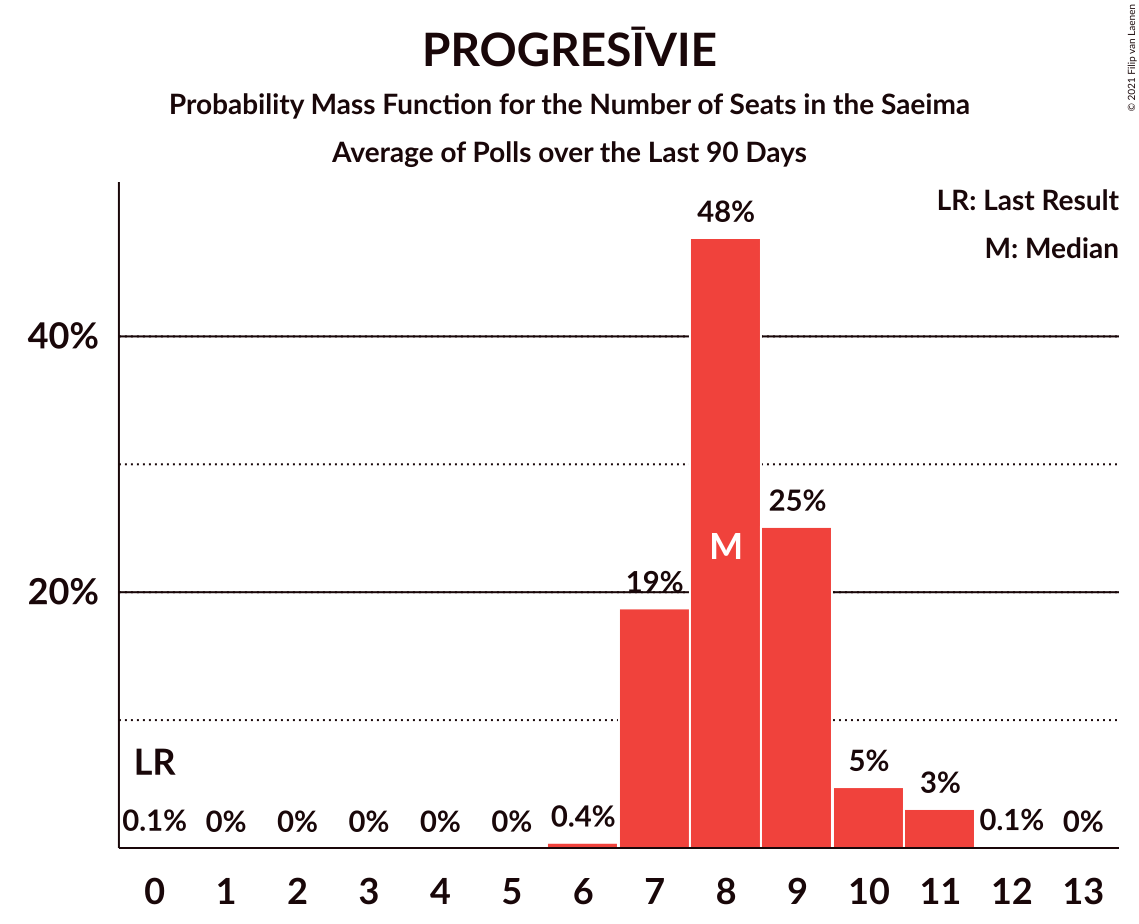 PROGRESĪVIE
Probability Mass Function for the Number of Seats in the Saeima
Average of Polls over the Last 90 Days
© 2021 Filip van Laenen
LR: Last Result
M: Median
48%
40%
25%
M
19%
20%
LR
5%
3%
0.1% 0% 0% 0% 0% 0% 0.4% 0.1% 0%
0 1 2 3 4 5 6 7 8 9 10 11 12 13